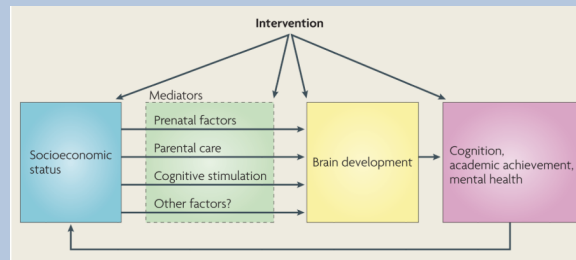 Intervention
Mediators
Prenatal factors
Parental care
Cognitive stimulation
Other factors?
Socioeconomic
status
Brain development
Cognition,
academic achievement,
mental health